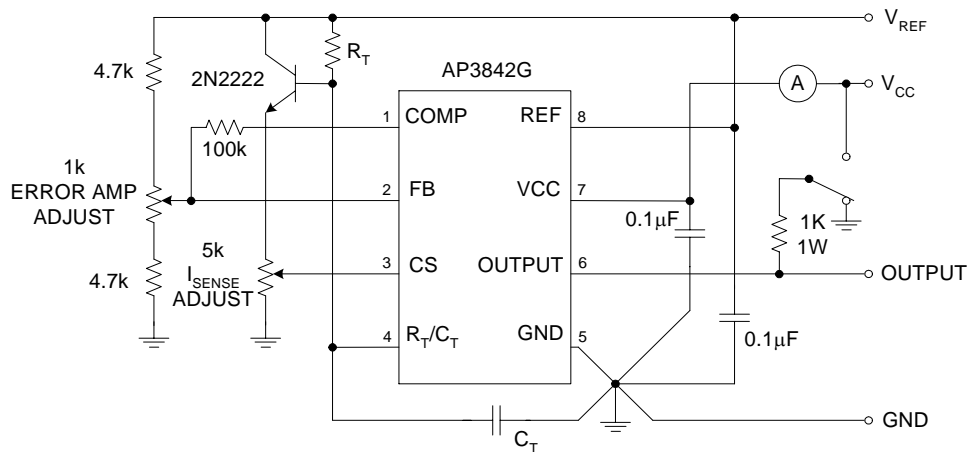 V_REF
R_T
4.7k
2N2222
AP3842G
A
V_CC
1
COMP
REF
8
100k
1k
ERROR AMP
ADJUST
2
FB
VCC
7
0.1µF
1K
1W
5k
I_SENSE
ADJUST
3
CS
OUTPUT
6
OUTPUT
4.7k
4
R_T/C_T
GND
5
0.1µF
C_T
GND